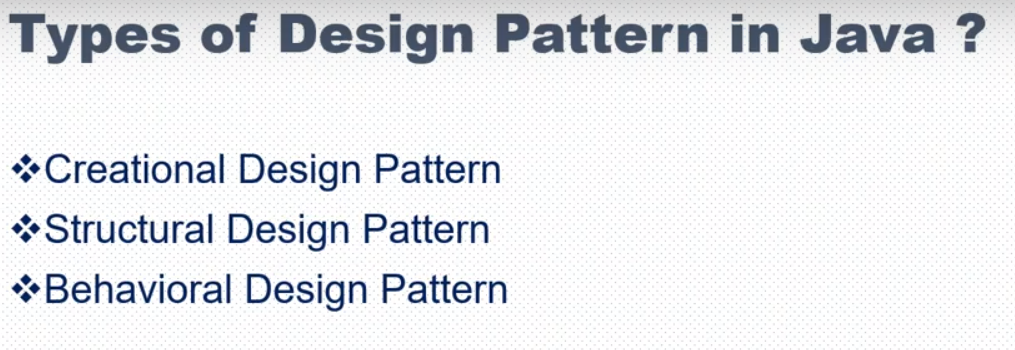 Types of Design Pattern in Java ?
❖Creational Design Pattern
❖Structural Design Pattern
❖Behavioral Design Pattern